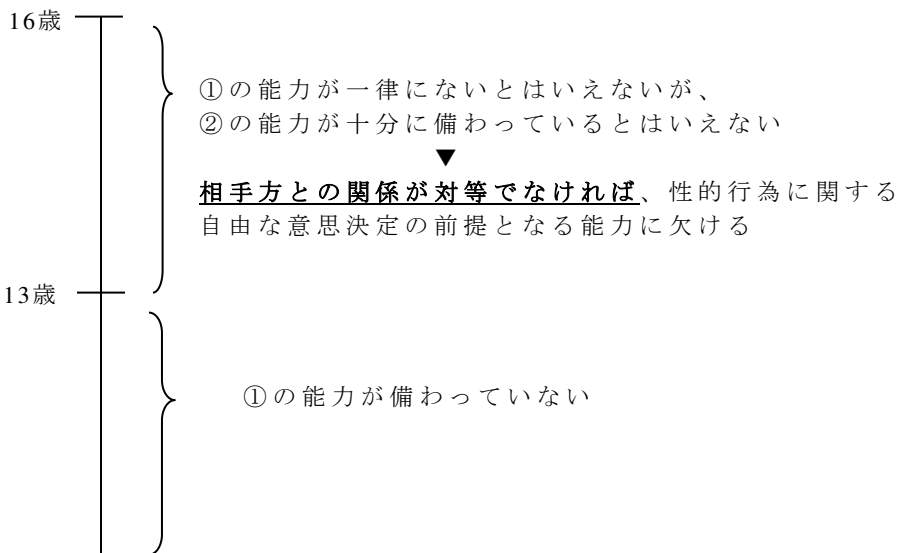 16歳
①の能力が一律にないとはいえないが、
②の能力が十分に備わっているとはいえない
▼
相手方との関係が対等でなければ、性的行為に関する
自由な意思決定の前提となる能力に欠ける
13歳
①の能力が備わっていない